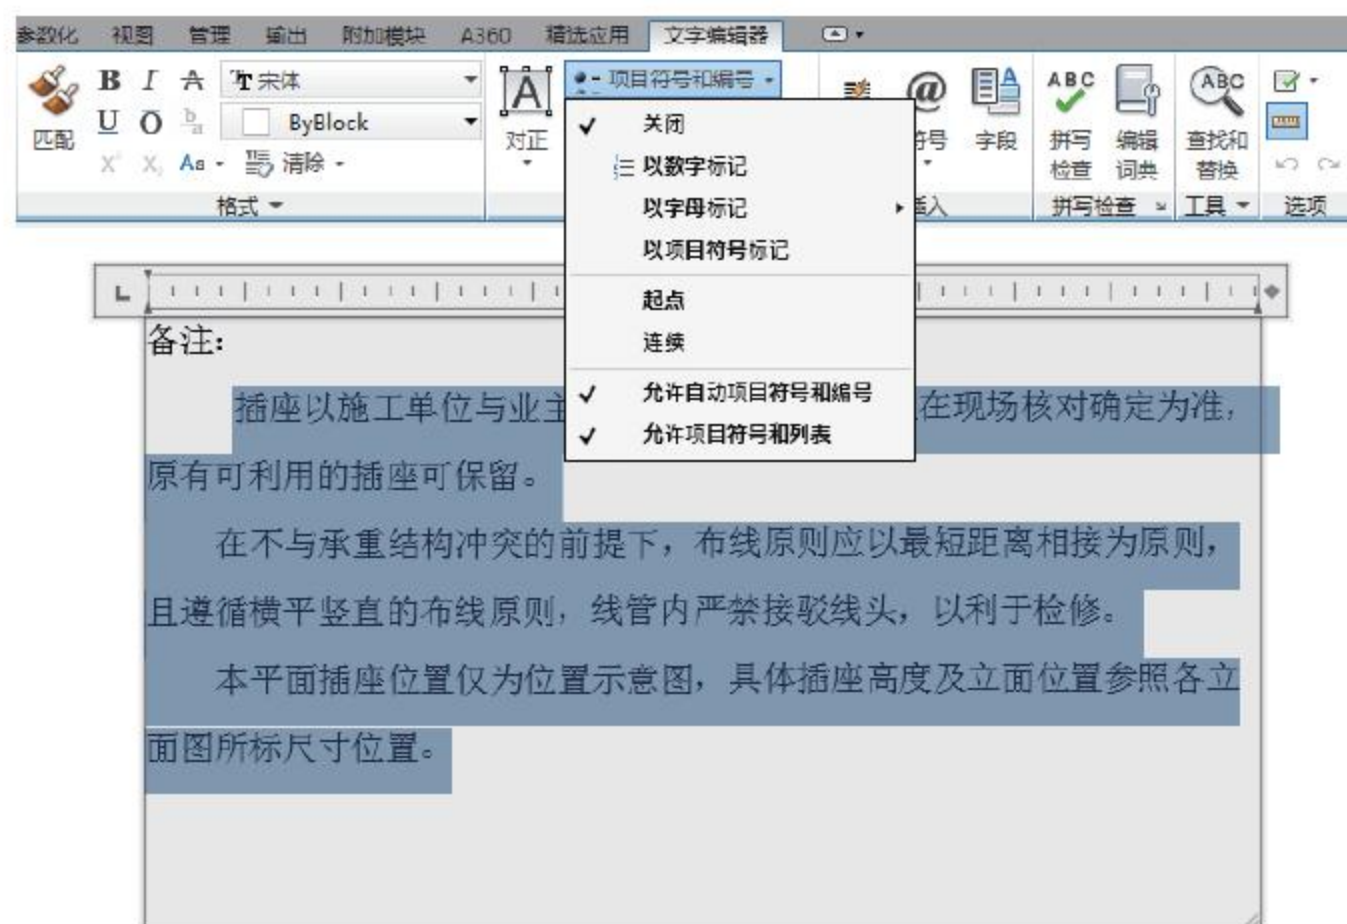 参数化 视图 管理 输出 附加模块 A360 精选应用 文字编辑器
B I A 宋体 项目符号和编号
匹配 U O b/a ByBlock 对正 符号 字段 ABC 拼写检查 编辑词典 ABC 查找和替换
X X Aa 清除
格式 插入 拼写检查 工具 选项
关闭
以数字标记
以字母标记
以项目符号标记
起点
连续
允许自动项目符号和编号
允许项目符号和列表
备注:
插座以施工单位与业主 在现场核对确定为准,
原有可利用的插座可保留。
在不与承重结构冲突的前提下,布线原则应以最短距离相接为原则,
且遵循横平竖直的布线原则,线管内严禁接驳线头,以利于检修。
本平面插座位置仅为位置示意图,具体插座高度及立面位置参照各立
面图所标尺寸位置。